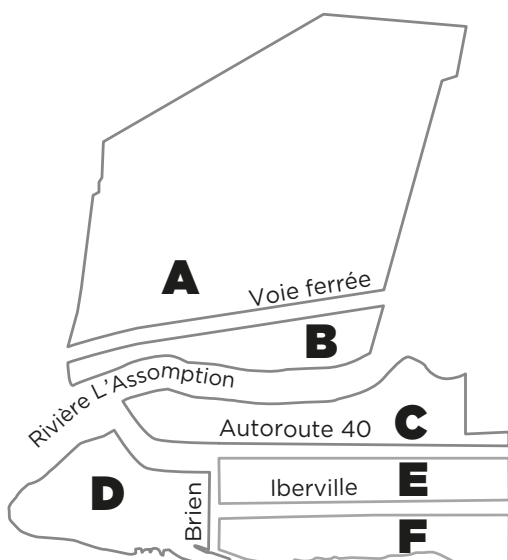 A
Voie ferrée
B
Rivière L'Assomption
Autoroute 40
C
D
Brien
Iberville
E
F